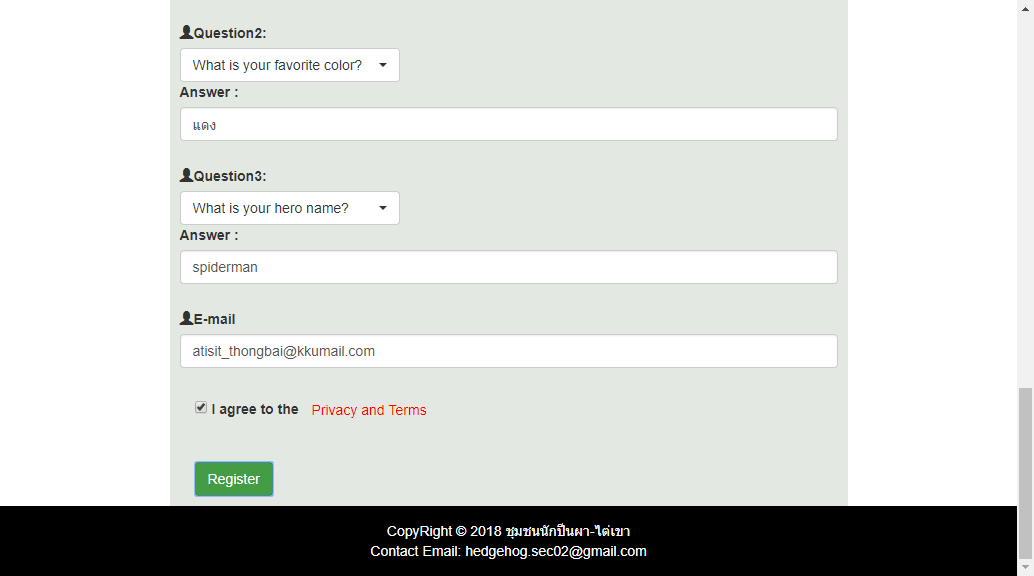 Question2:
What is your favorite color?
Answer :
แดง
Question3:
What is your hero name?
Answer :
spiderman
E-mail
atisit_thongbai@kkumail.com
I agree to the Privacy and Terms
Register
CopyRight © 2018 ชุมชนนักปีนผา-ไต่เขา
Contact Email: hedgehog.sec02@gmail.com